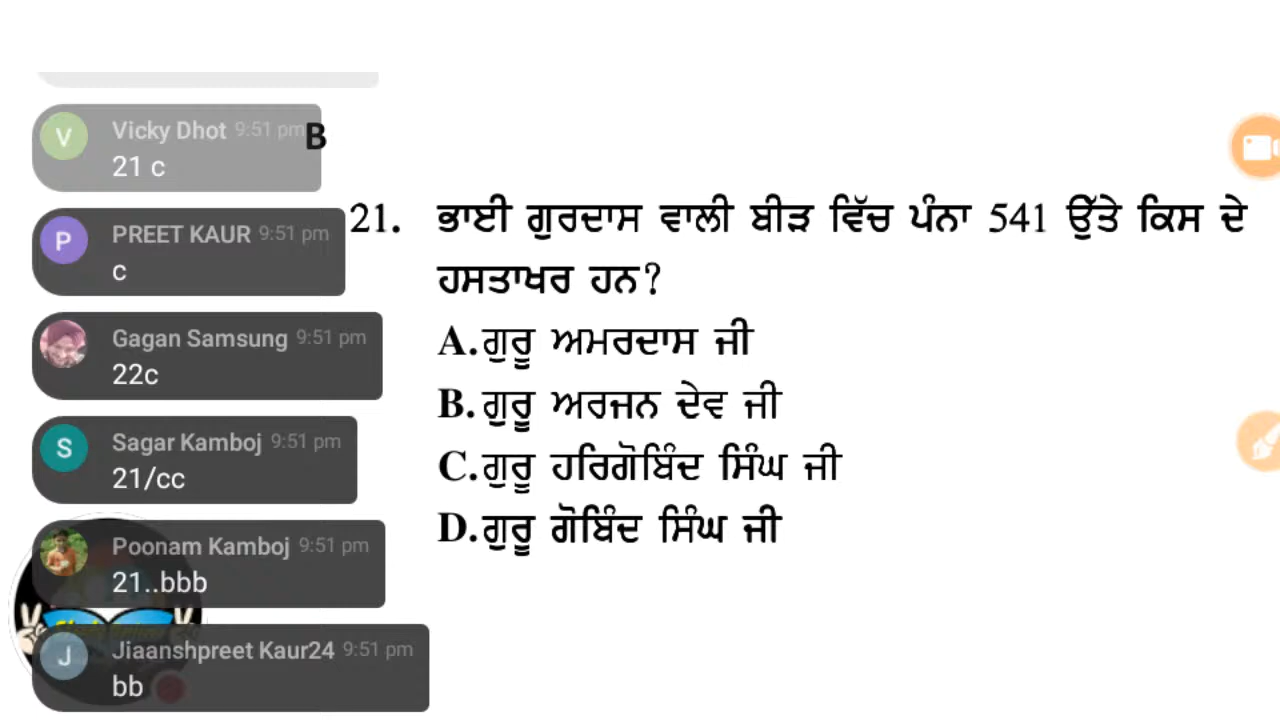 V Vicky Dhot 9:51 pm
21 c
B
P PREET KAUR 9:51 pm
c
Gagan Samsung 9:51 pm
22c
S Sagar Kamboj 9:51 pm
21/cc
Poonam Kamboj 9:51 pm
21..bbb
J Jiaanshpreet Kaur24 9:51 pm
bb
21. ਭਾਈ ਗੁਰਦਾਸ ਵਾਲੀ ਬੀੜ ਵਿੱਚ ਪੰਨਾ 541 ਉੱਤੇ ਕਿਸ ਦੇ
ਹਸਤਾਖਰ ਹਨ?
A. ਗੁਰੂ ਅਮਰਦਾਸ ਜੀ
B. ਗੁਰੂ ਅਰਜਨ ਦੇਵ ਜੀ
C. ਗੁਰੂ ਹਰਿਗੋਬਿੰਦ ਸਿੰਘ ਜੀ
D. ਗੁਰੂ ਗੋਬਿੰਦ ਸਿੰਘ ਜੀ